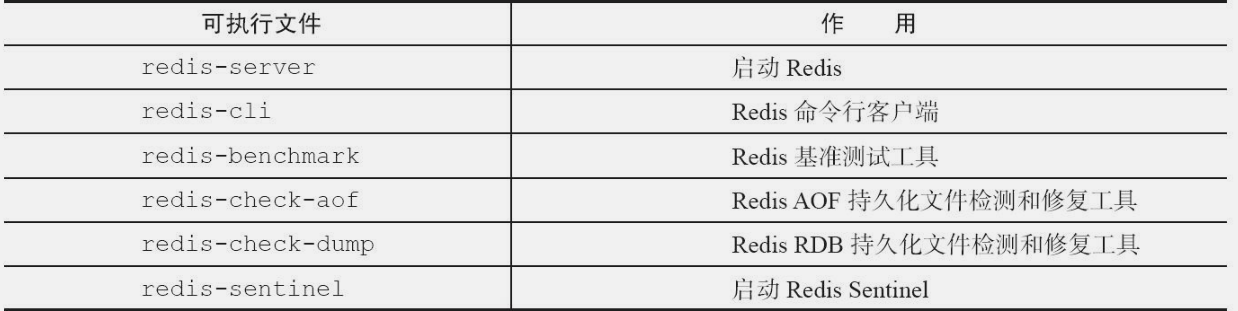 可执行文件 作 用
redis-server 启动 Redis
redis-cli Redis 命令行客户端
redis-benchmark Redis 基准测试工具
redis-check-aof Redis AOF 持久化文件检测和修复工具
redis-check-dump Redis RDB 持久化文件检测和修复工具
redis-sentinel 启动 Redis Sentinel